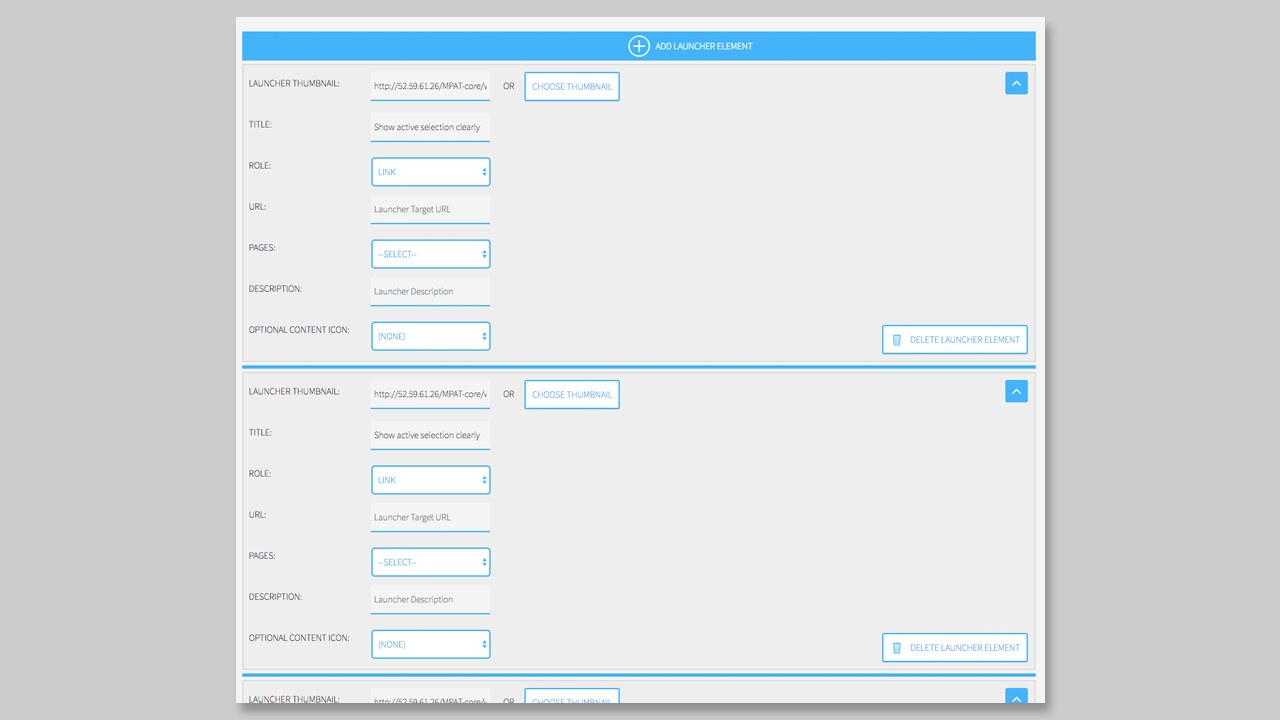 ADD LAUNCHER ELEMENT
LAUNCHER THUMBNAIL: http://52.59.61.26/MPAT-core/ OR CHOOSE THUMBNAIL
TITLE: Show active selection clearly
ROLE: LINK
URL: Launcher Target URL
PAGES: --SELECT--
DESCRIPTION: Launcher Description
OPTIONAL CONTENT ICON: (NONE)
DELETE LAUNCHER ELEMENT
LAUNCHER THUMBNAIL: http://52.59.61.26/MPAT-core/ OR CHOOSE THUMBNAIL
TITLE: Show active selection clearly
ROLE: LINK
URL: Launcher Target URL
PAGES: --SELECT--
DESCRIPTION: Launcher Description
OPTIONAL CONTENT ICON: (NONE)
DELETE LAUNCHER ELEMENT
LAUNCHER THUMBNAIL: http://52.59.61.26/MPAT-core/ OR CHOOSE THUMBNAIL